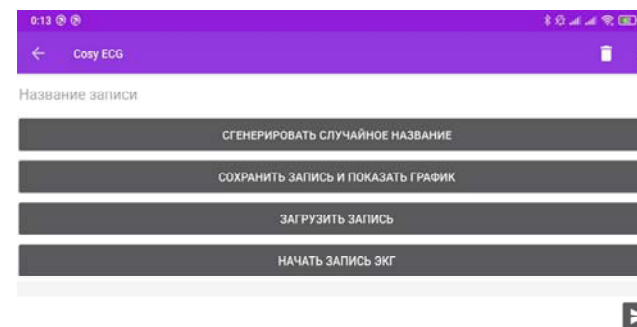 0:13
Cosy ECG
Название записи
СГЕНЕРИРОВАТЬ СЛУЧАЙНОЕ НАЗВАНИЕ
СОХРАНИТЬ ЗАПИСЬ И ПОКАЗАТЬ ГРАФИК
ЗАГРУЗИТЬ ЗАПИСЬ
НАЧАТЬ ЗАПИСЬ ЭКГ